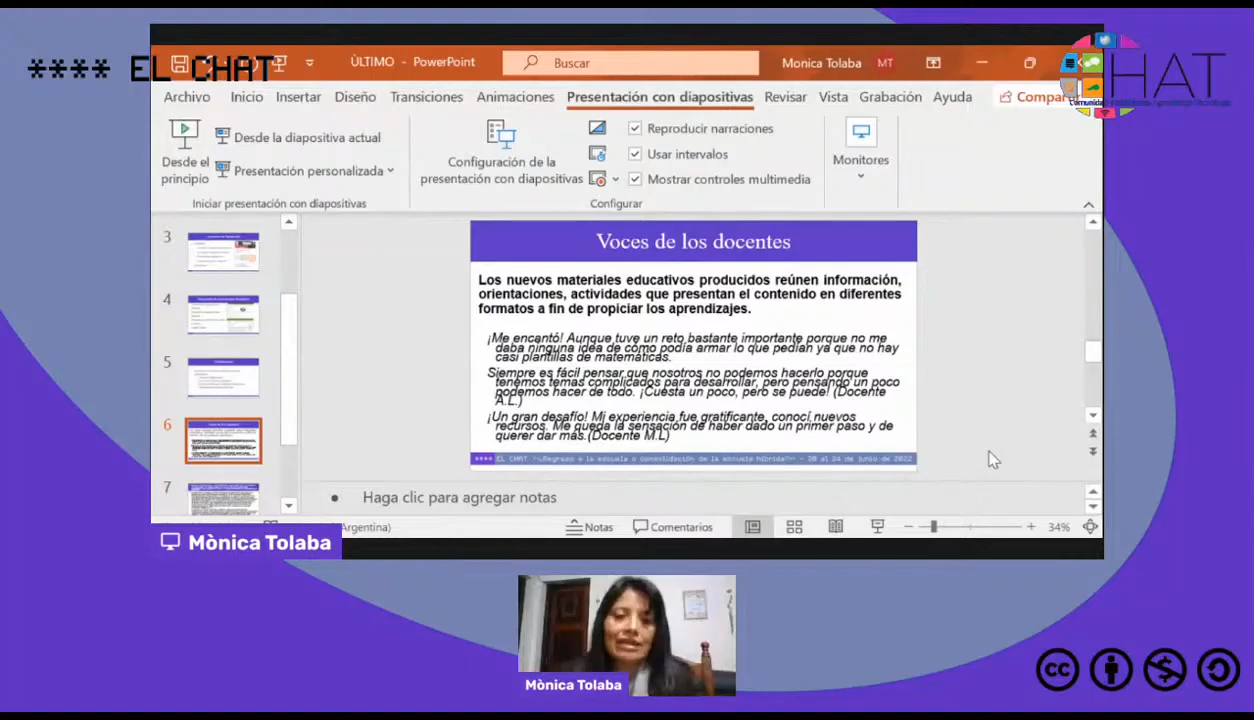 **** EL CHAT
ÙLTIMO - PowerPoint
Buscar
Monica Tolaba
MT
HAT
Archivo Inicio Insertar Diseño Transiciones Animaciones Presentación con diapositivas Revisar Vista Grabación Ayuda
Desde el principio
Desde la diapositiva actual
Presentación personalizada
Iniciar presentación con diapositivas
Configuración de la
presentación con diapositivas
Reproducir narraciones
Usar intervalos
Mostrar controles multimedia
Configurar
Monitores
3
4
5
6
7
Voces de los docentes
Los nuevos materiales educativos producidos reúnen información,
orientaciones, actividades que presentan el contenido en diferentes
formatos a fin de propiciar los aprendizajes.
¡Me encantó! Aunque tuve un reto bastante importante porque no me
daba ninguna idea de cómo podía armar lo que pedían ya que no hay
casi plantillas de matemáticas.
Siempre es fácil pensar que nosotros no podemos hacerlo porque
tenemos temas complicados para desarrollar, pero pensando un poco
podemos hacer de todo. ¡Cuesta un poco, pero se puede! (Docente
A.L.)
¡Un gran desafío! Mi experiencia fue gratificante, conocí nuevos
recursos. Me queda la sensación de haber dado un primer paso y de
querer dar más.(Docente M.L)
Haga clic para agregar notas
Argentina)
Notas
Comentarios
34%
Mònica Tolaba
Mònica Tolaba
cc